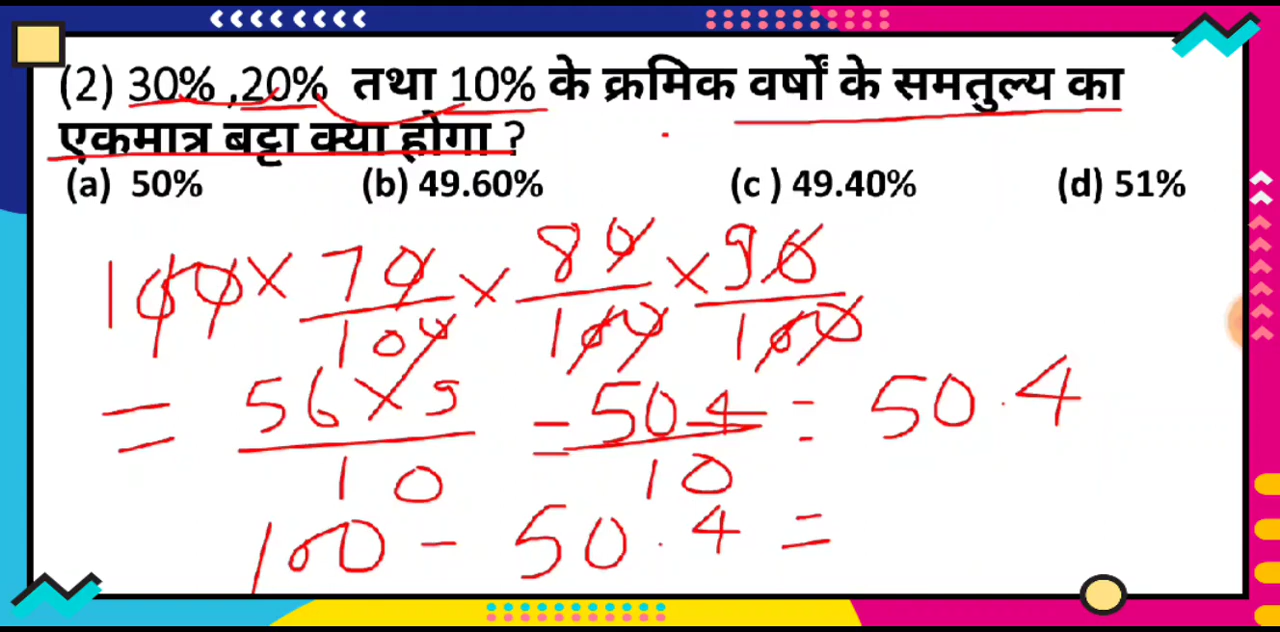 (2) 30% ,20% तथा 10% के क्रमिक वर्षों के समतुल्य का
एकमात्र बट्टा क्या होगा ?
(a) 50% (b) 49.60% (c ) 49.40% (d) 51%
100 × 70/100 × 80/100 × 90/100
= 56 × 9/10 = 504/10 = 50.4
100 - 50.4 =